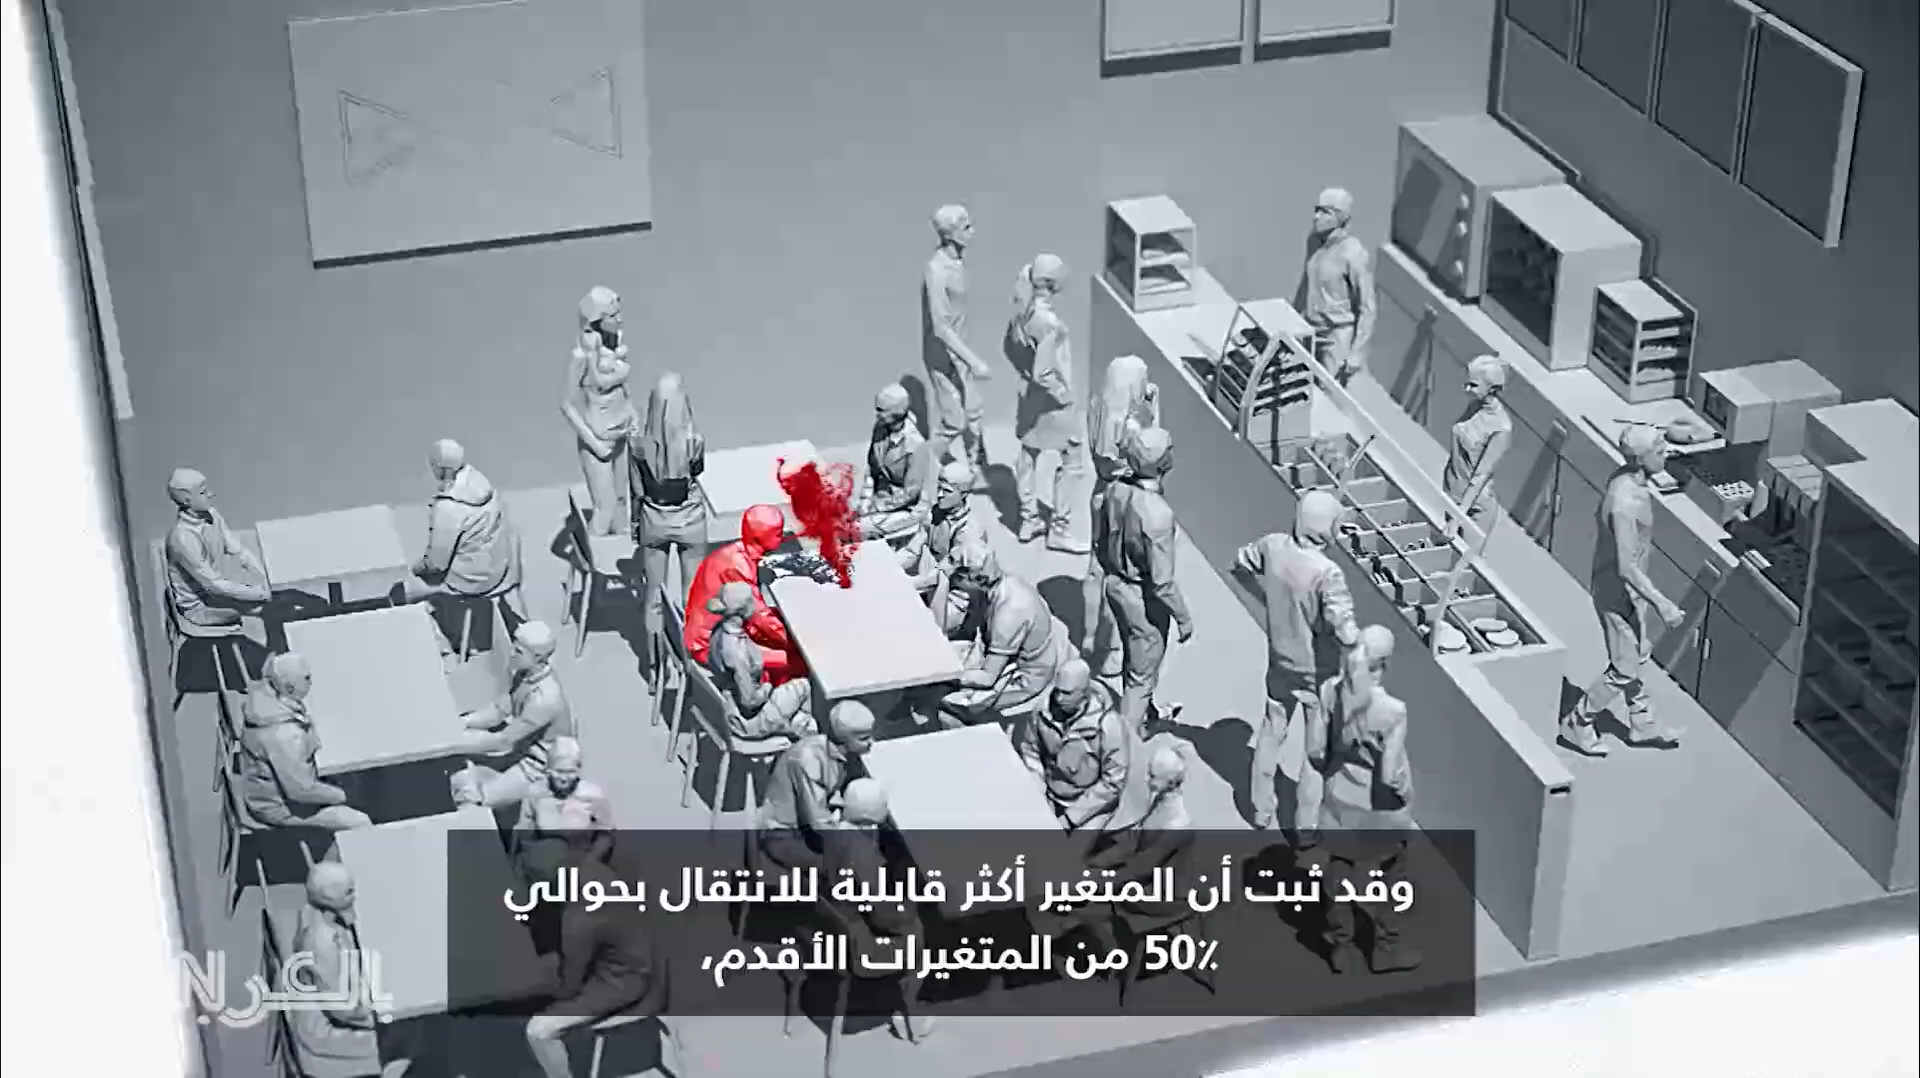 وقد ثبت أن المتغير أكثر قابلية للانتقال بحوالي
50٪ من المتغيرات الأقدم،
بالعربي